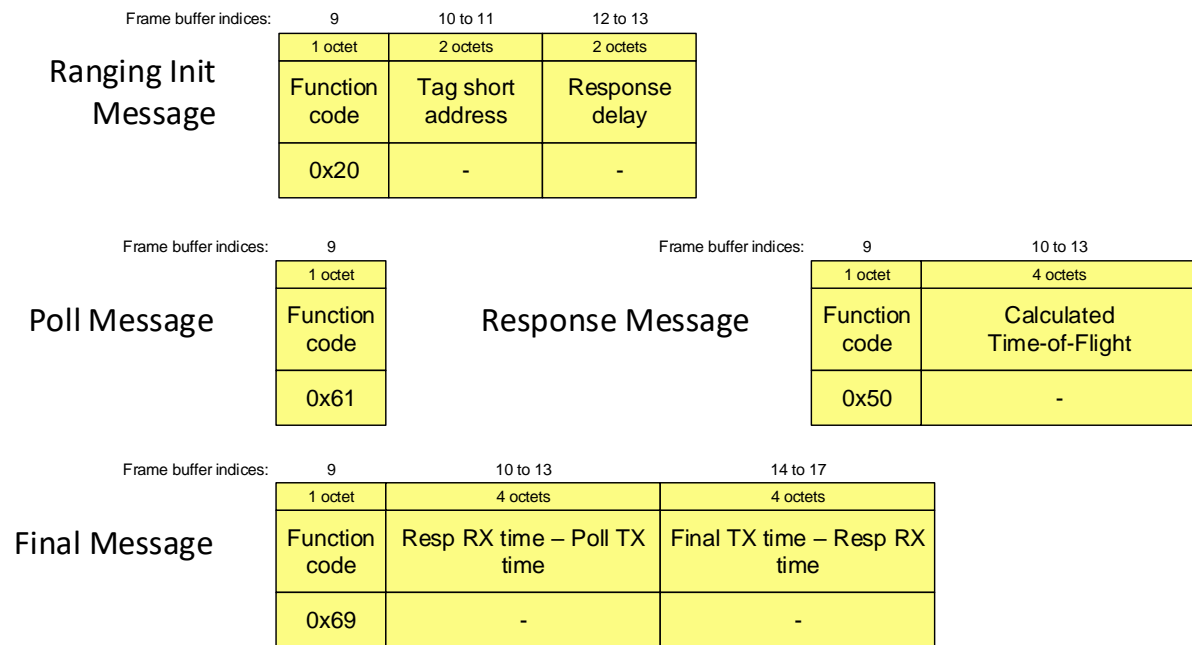 Frame buffer indices: 9 10 to 11 12 to 13
1 octet 2 octets 2 octets
Ranging Init
Message
Function
code
Tag short
address
Response
delay
0x20 - -
Frame buffer indices: 9
1 octet
Poll Message
Function
code
0x61
Frame buffer indices: 9 10 to 13
1 octet 4 octets
Response Message
Function
code
Calculated
Time-of-Flight
0x50 -
Frame buffer indices: 9 10 to 13 14 to 17
1 octet 4 octets 4 octets
Final Message
Function
code
Resp RX time – Poll TX
time
Final TX time – Resp RX
time
0x69 - -